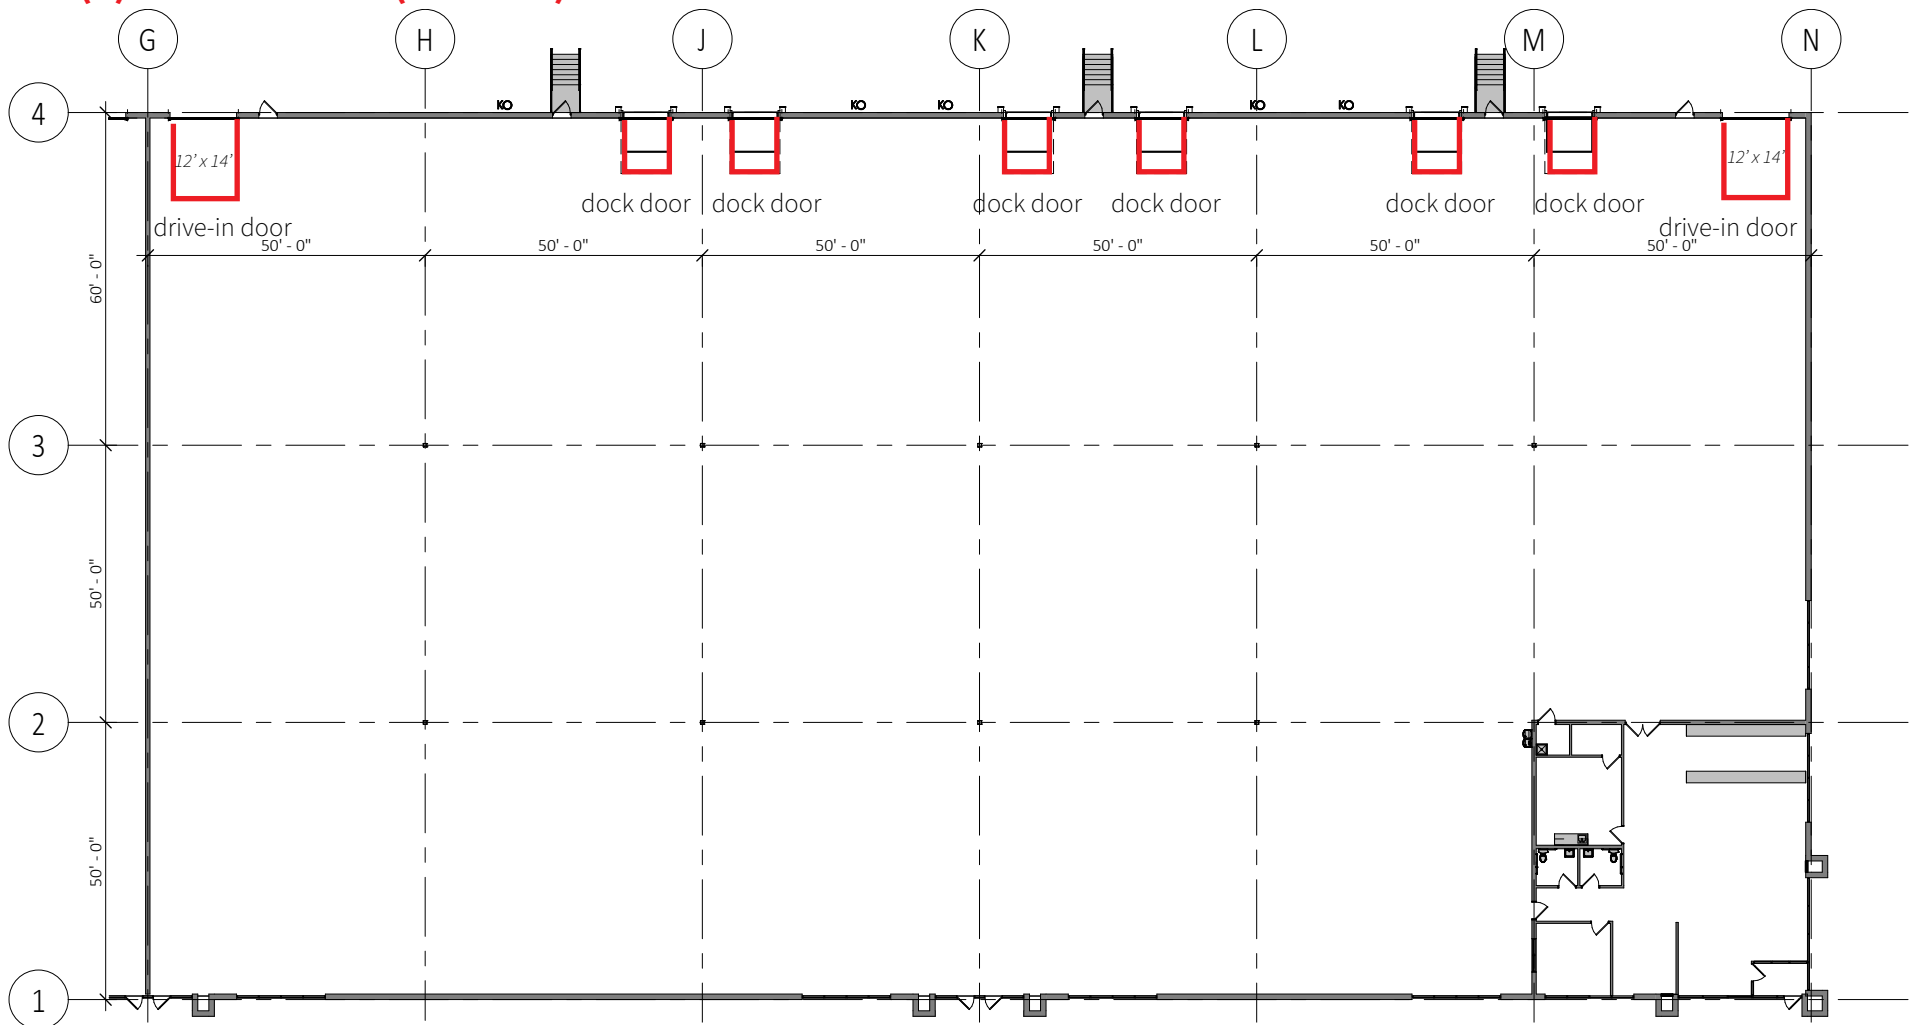 G H J K L M N
4
KO KO KO KO KO
12' x 14' 12' x 14'
dock door dock door dock door dock door dock door dock door
drive-in door drive-in door
50' - 0" 50' - 0" 50' - 0" 50' - 0" 50' - 0" 50' - 0"
60' - 0"
3
50' - 0"
2
50' - 0"
1